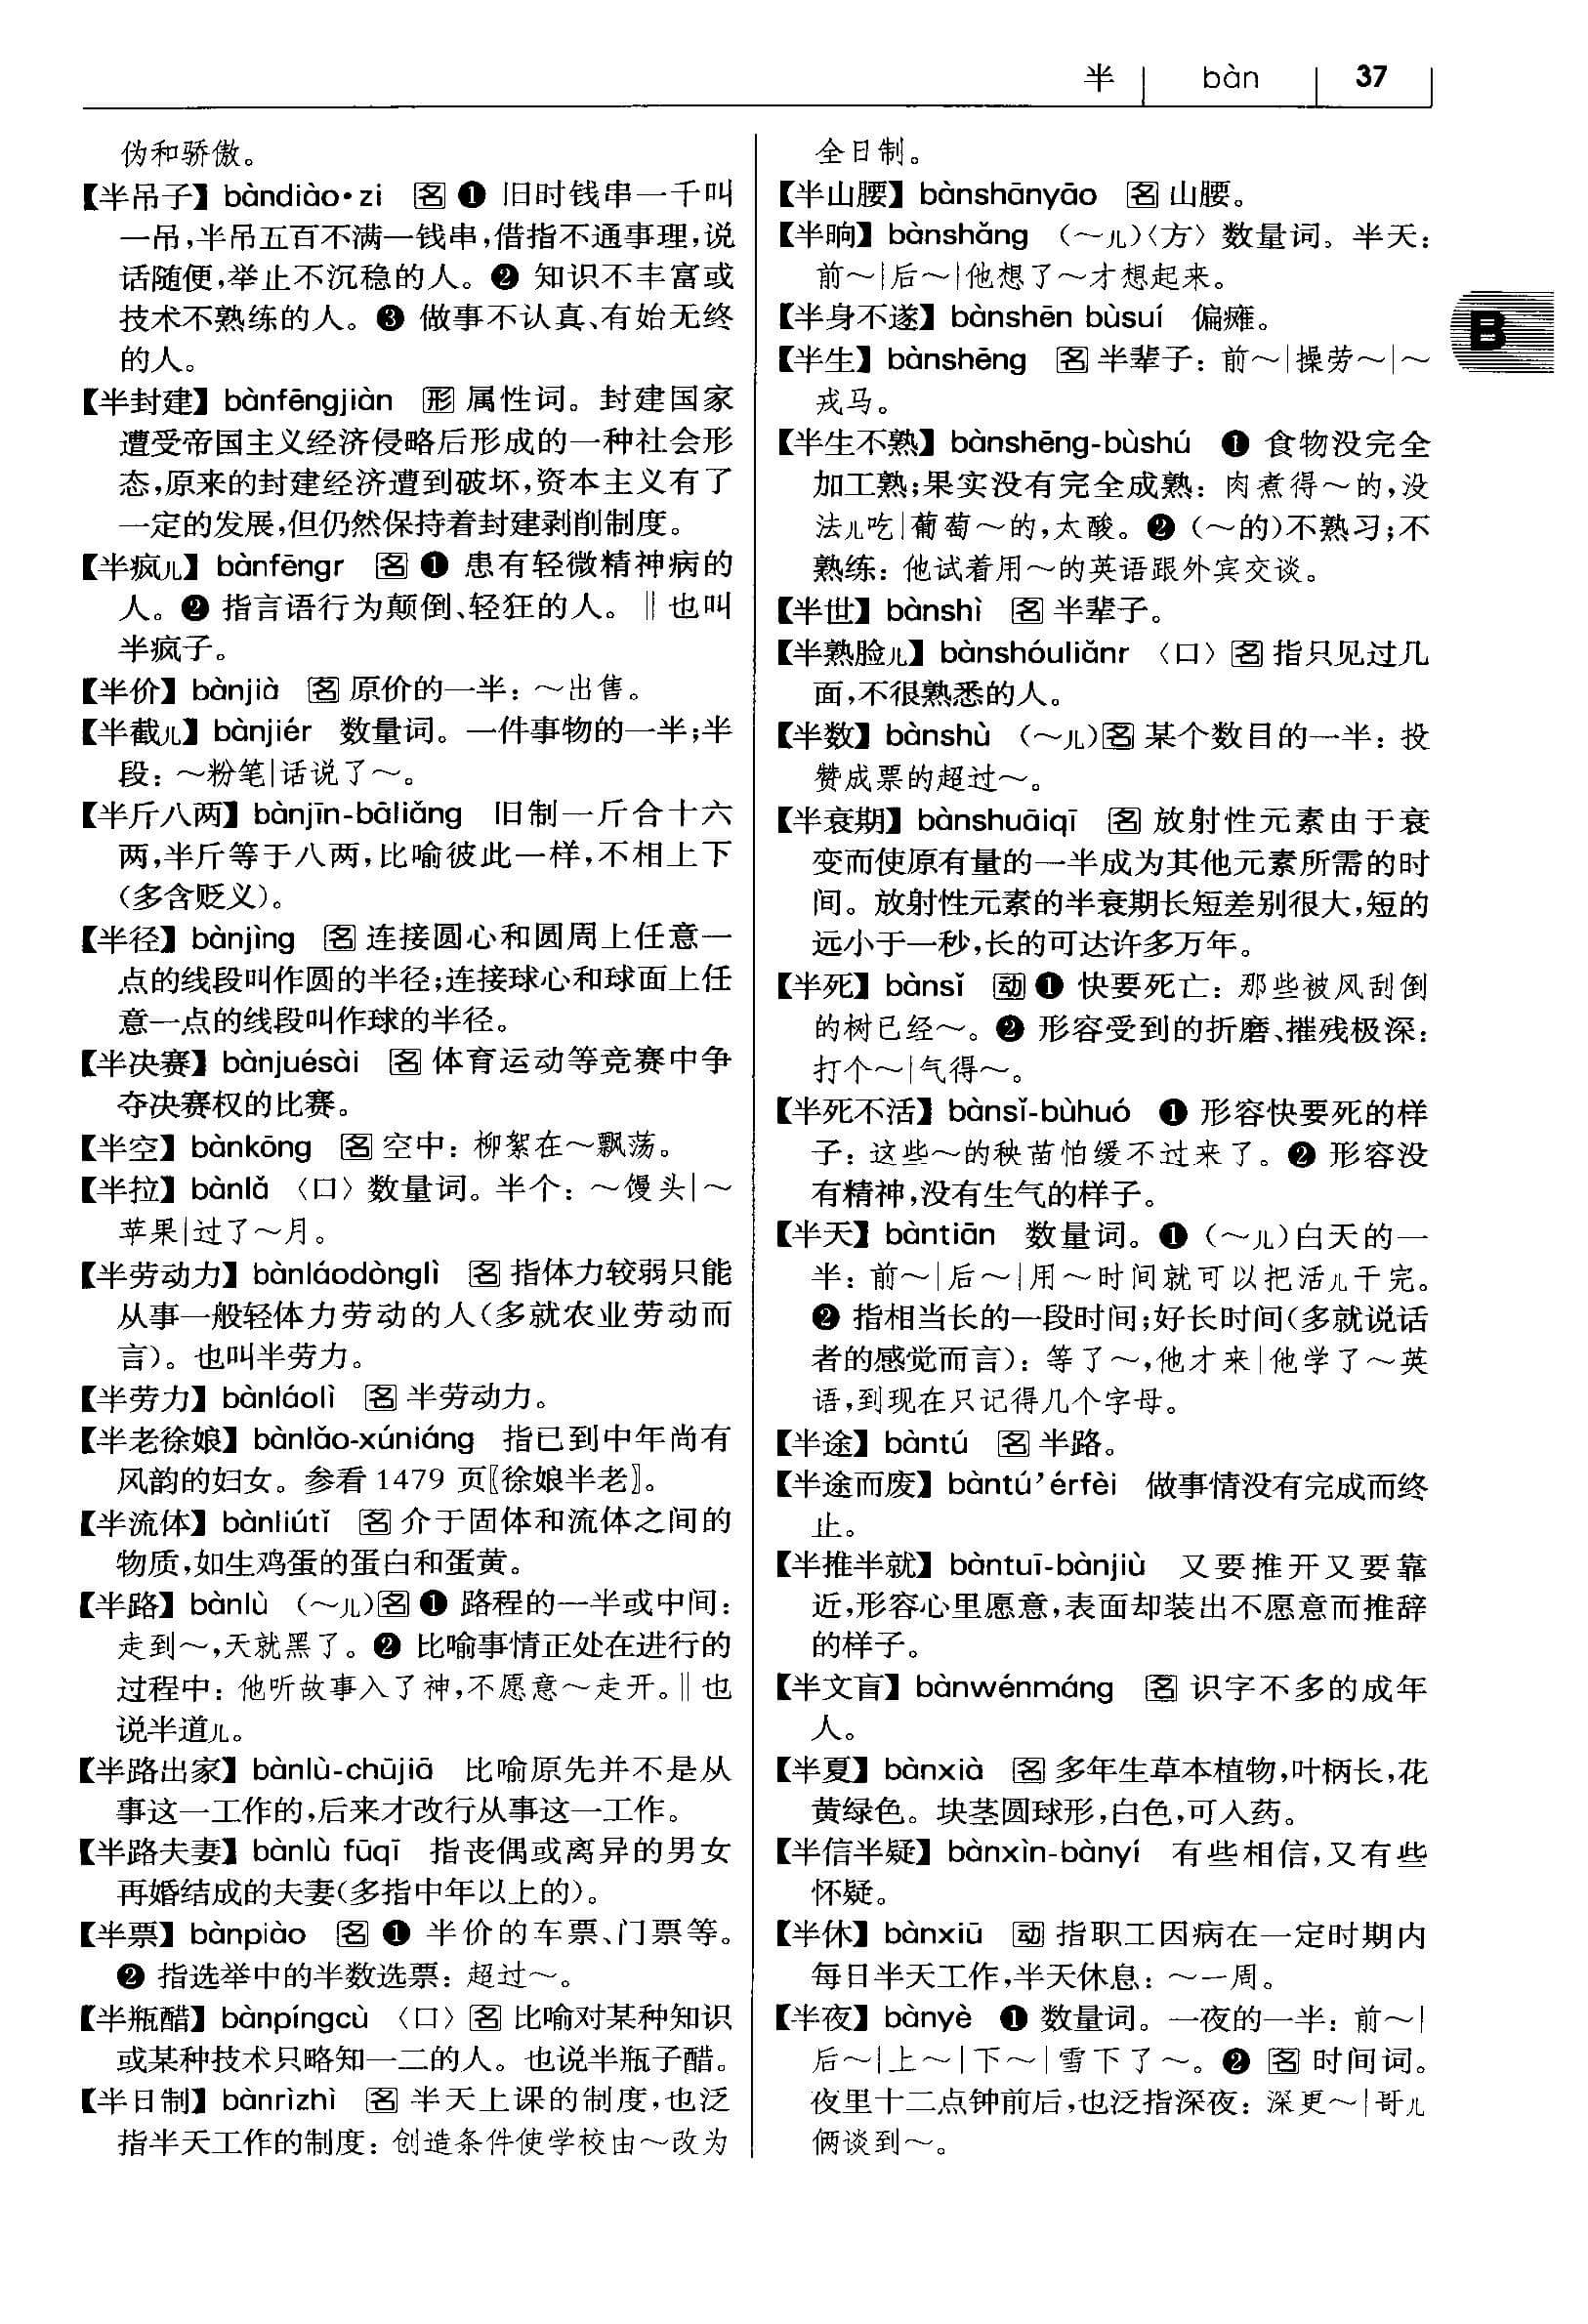 半 bàn 37
伪和骄傲。
【半吊子】 bàndiào·zi 名 ❶ 旧时钱串一千叫
一吊,半吊五百不满一钱串,借指不通事理,说
话随便,举止不沉稳的人。❷ 知识不丰富或
技术不熟练的人。❸ 做事不认真、有始无终
的人。
【半封建】 bànfēngjiàn 形 属性词。封建国家
遭受帝国主义经济侵略后形成的一种社会形
态,原来的封建经济遭到破坏,资本主义有了
一定的发展,但仍然保持着封建剥削制度。
【半疯儿】 bànfēngr 名 ❶ 患有轻微精神病的
人。❷ 指言语行为颠倒、轻狂的人。‖ 也叫
半疯子。
【半价】 bànjià 名 原价的一半:～出售。
【半截儿】 bànjiér 数量词。一件事物的一半;半
段:～粉笔|话说了～。
【半斤八两】 bànjīn-bāliǎng 旧制一斤合十六
两,半斤等于八两,比喻彼此一样,不相上下
(多含贬义)。
【半径】 bànjìng 名 连接圆心和圆周上任意一
点的线段叫作圆的半径;连接球心和球面上任
意一点的线段叫作球的半径。
【半决赛】 bànjuésài 名 体育运动等竞赛中争
夺决赛权的比赛。
【半空】 bànkōng 名 空中:柳絮在～飘荡。
【半拉】 bànlǎ 〈口〉 数量词。半个:～馒头|～
苹果|过了～月。
【半劳动力】 bànláodònglì 名 指体力较弱只能
从事一般轻体力劳动的人(多就农业劳动而
言)。也叫半劳力。
【半劳力】 bànláolì 名 半劳动力。
【半老徐娘】 bànlǎo-xúniáng 指已到中年尚有
风韵的妇女。参看 1479 页〖徐娘半老〗。
【半流体】 bànliútǐ 名 介于固体和流体之间的
物质,如生鸡蛋的蛋白和蛋黄。
【半路】 bànlù (～儿)名 ❶ 路程的一半或中间:
走到～,天就黑了。❷ 比喻事情正处在进行的
过程中:他听故事入了神,不愿意～走开。‖ 也
说半道儿。
【半路出家】 bànlù-chūjiā 比喻原先并不是从
事这一工作的,后来才改行从事这一工作。
【半路夫妻】 bànlù fūqī 指丧偶或离异的男女
再婚结成的夫妻(多指中年以上的)。
【半票】 bànpiào 名 ❶ 半价的车票、门票等。
❷ 指选举中的半数选票:超过～。
【半瓶醋】 bànpíngcù 〈口〉 名 比喻对某种知识
或某种技术只略知一二的人。也说半瓶子醋。
【半日制】 bànrìzhì 名 半天上课的制度,也泛
指半天工作的制度:创造条件使学校由～改为
全日制。
【半山腰】 bànshānyāo 名 山腰。
【半晌】 bànshǎng (～儿)〈方〉 数量词。半天:
前～|后～|他想了～才想起来。
【半身不遂】 bànshēn bùsuí 偏瘫。
【半生】 bànshēng 名 半辈子:前～|操劳～|～
戎马。
【半生不熟】 bànshēng-bùshú ❶ 食物没完全
加工熟;果实没有完全成熟:肉煮得～的,没
法儿吃|葡萄～的,太酸。❷ (～的)不熟习;不
熟练:他试着用～的英语跟外宾交谈。
【半世】 bànshì 名 半辈子。
【半熟脸儿】 bànshóuliǎnr 〈口〉 名 指只见过几
面,不很熟悉的人。
【半数】 bànshù (～儿)名 某个数目的一半:投
赞成票的超过～。
【半衰期】 bànshuāiqī 名 放射性元素由于衰
变而使原有量的一半成为其他元素所需的时
间。放射性元素的半衰期长短差别很大,短的
远小于一秒,长的可达许多万年。
【半死】 bànsǐ 动 ❶ 快要死亡:那些被风刮倒
的树已经～。❷ 形容受到的折磨、摧残极深:
打个～|气得～。
【半死不活】 bànsǐ-bùhuó ❶ 形容快要死的样
子:这些～的秧苗怕缓不过来了。❷ 形容没
有精神,没有生气的样子。
【半天】 bàntiān 数量词。❶ (～儿)白天的一
半:前～|后～|用～时间就可以把活儿干完。
❷ 指相当长的一段时间;好长时间(多就说话
者的感觉而言):等了～,他才来|他学了～英
语,到现在只记得几个字母。
【半途】 bàntú 名 半路。
【半途而废】 bàntú'érfèi 做事情没有完成而终
止。
【半推半就】 bàntuī-bànjiù 又要推开又要靠
近,形容心里愿意,表面却装出不愿意而推辞
的样子。
【半文盲】 bànwénmáng 名 识字不多的成年
人。
【半夏】 bànxià 名 多年生草本植物,叶柄长,花
黄绿色。块茎圆球形,白色,可入药。
【半信半疑】 bànxìn-bànyí 有些相信,又有些
怀疑。
【半休】 bànxiū 动 指职工因病在一定时期内
每日半天工作,半天休息:～一周。
【半夜】 bànyè ❶ 数量词。一夜的一半:前～|
后～|上～|下～|雪下了～。❷ 名 时间词。
夜里十二点钟前后,也泛指深夜:深更～|哥儿
俩谈到～。
B